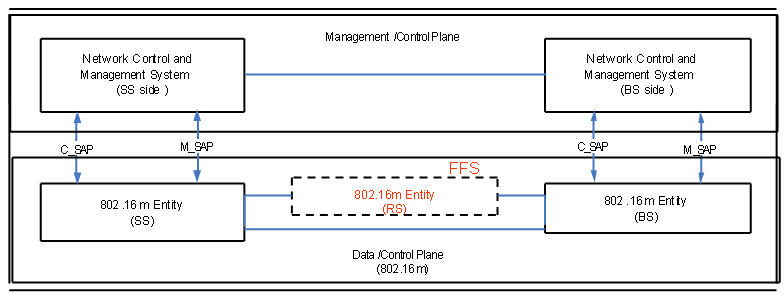 Management /Control Plane
Network Control and
Management System
(SS side )
Network Control and
Management System
(BS side )
C_SAP
M_SAP
C_SAP
M_SAP
FFS
802 .16 m Entity
(SS)
802.16m Entity
(RS)
802 .16m Entity
(BS)
Data /Control Plane
(802.16 m)